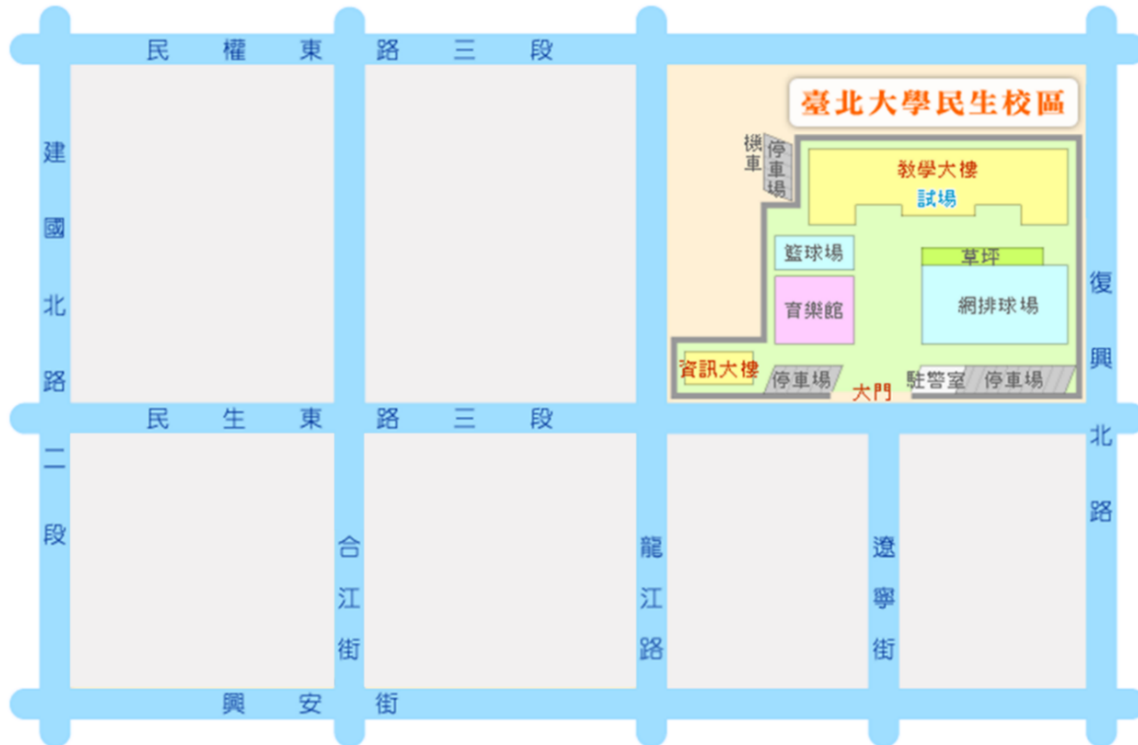 民權東路三段
臺北大學民生校區
機車
停車場
教學大樓
試場
建國北路二段
籃球場
草坪
復興北路
育樂館
網排球場
資訊大樓
停車場
大門
駐警室
停車場
民生東路三段
合江街
龍江路
遼寧街
興安街